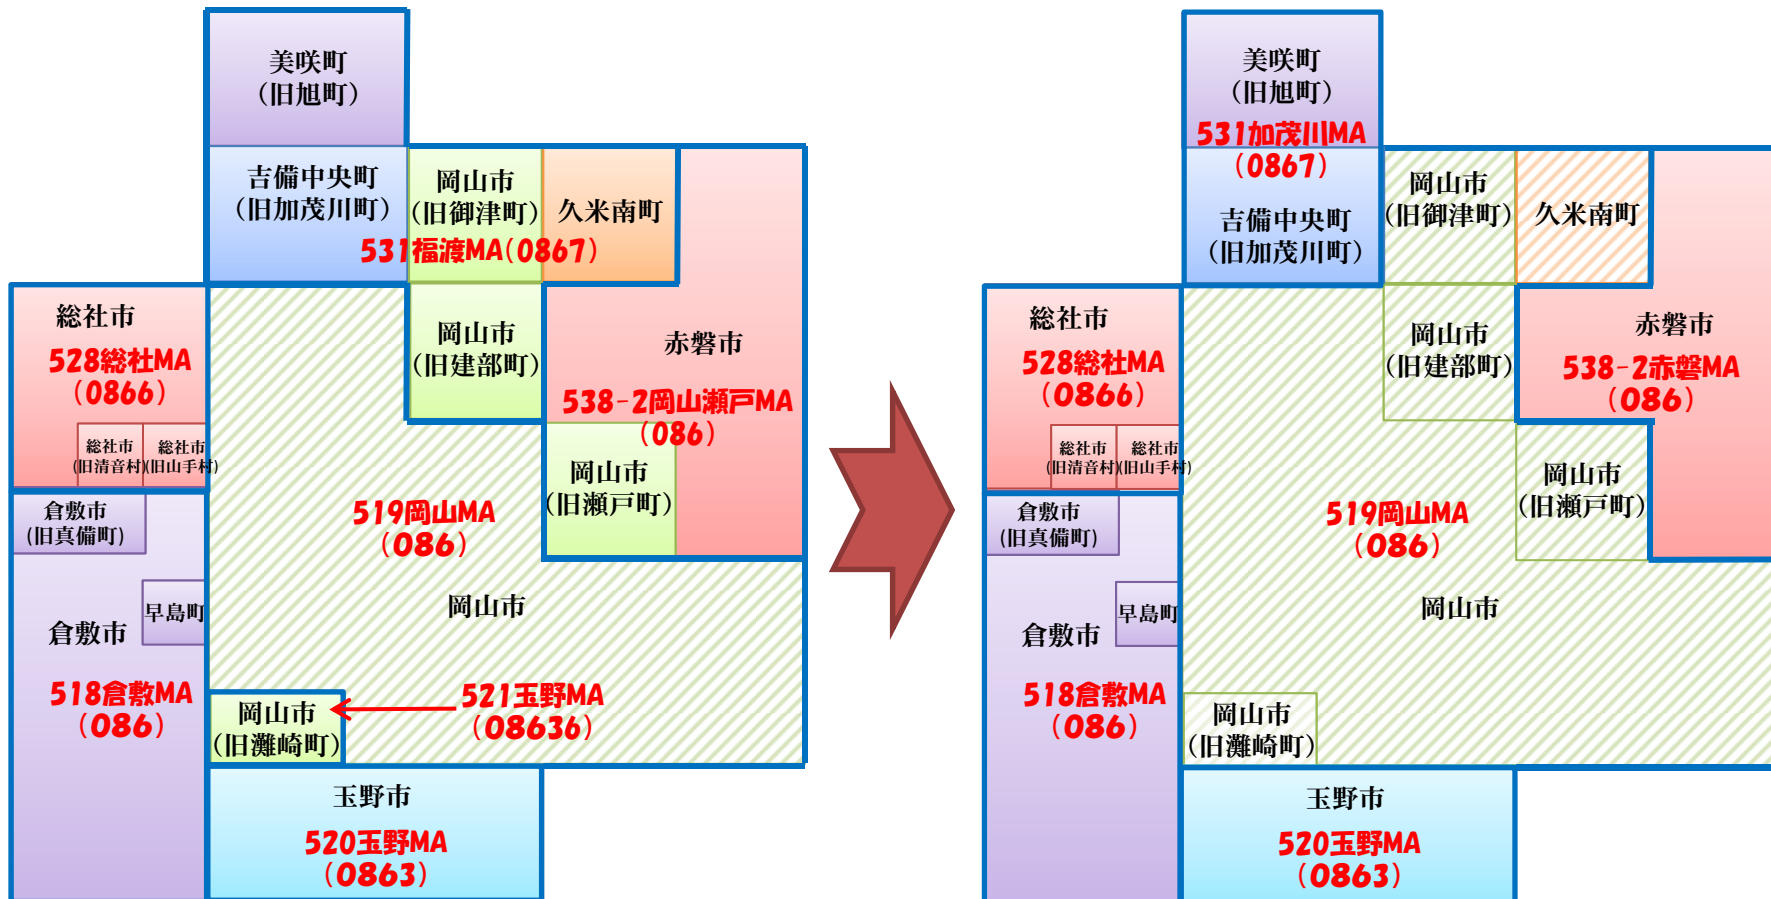 美咲町
（旧旭町）
吉備中央町
（旧加茂川町）
岡山市
（旧御津町）
久米南町
531福渡MA（0867）
総社市
528総社MA
（0866）
総社市
（旧清音村）
総社市
（旧山手村）
岡山市
（旧建部町）
赤磐市
538-2岡山瀬戸MA
（086）
岡山市
（旧瀬戸町）
倉敷市
（旧真備町）
519岡山MA
（086）
早島町
倉敷市
岡山市
518倉敷MA
（086）
岡山市
（旧灘崎町）
521玉野MA
（08636）
玉野市
520玉野MA
（0863）
美咲町
（旧旭町）
531加茂川MA
（0867）
吉備中央町
（旧加茂川町）
岡山市
（旧御津町）
久米南町
総社市
528総社MA
（0866）
総社市
（旧清音村）
総社市
（旧山手村）
岡山市
（旧建部町）
赤磐市
538-2赤磐MA
（086）
岡山市
（旧瀬戸町）
倉敷市
（旧真備町）
519岡山MA
（086）
早島町
倉敷市
岡山市
518倉敷MA
（086）
岡山市
（旧灘崎町）
玉野市
520玉野MA
（0863）